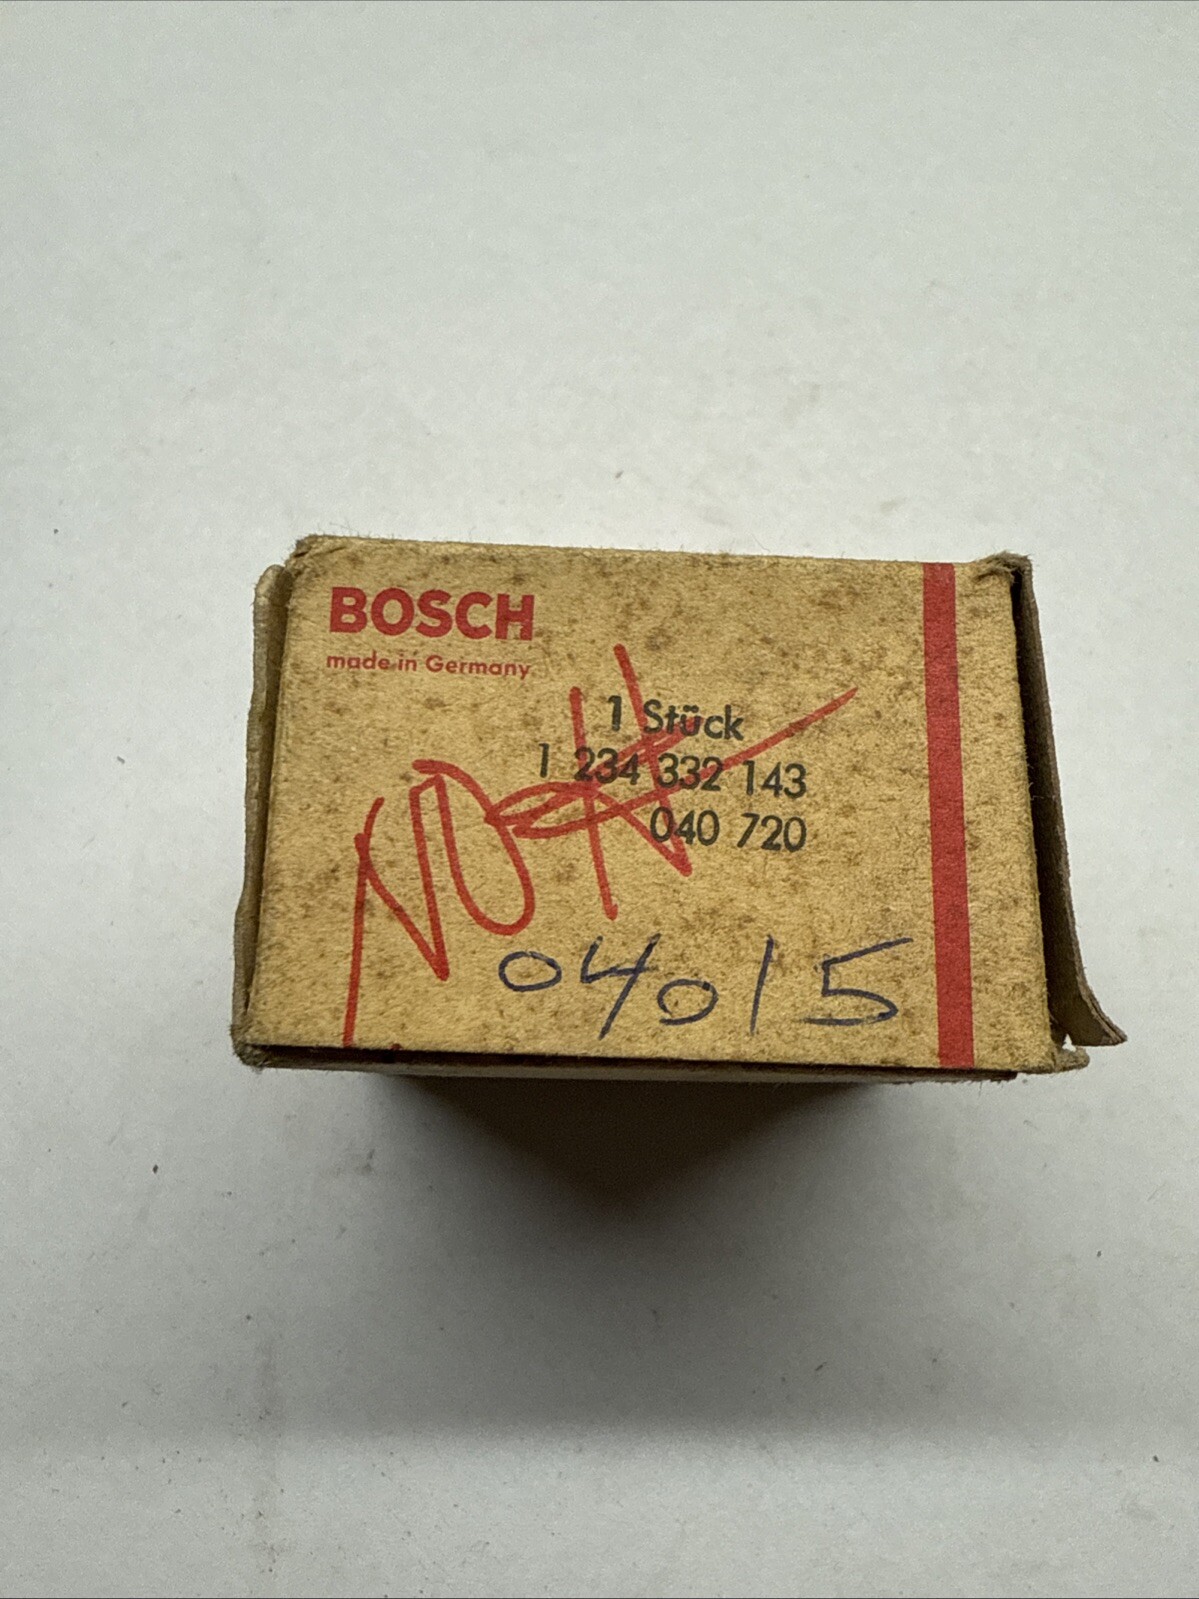 BOSCH
made in Germany
1 Stück
1 234 332 143
040 720
04015